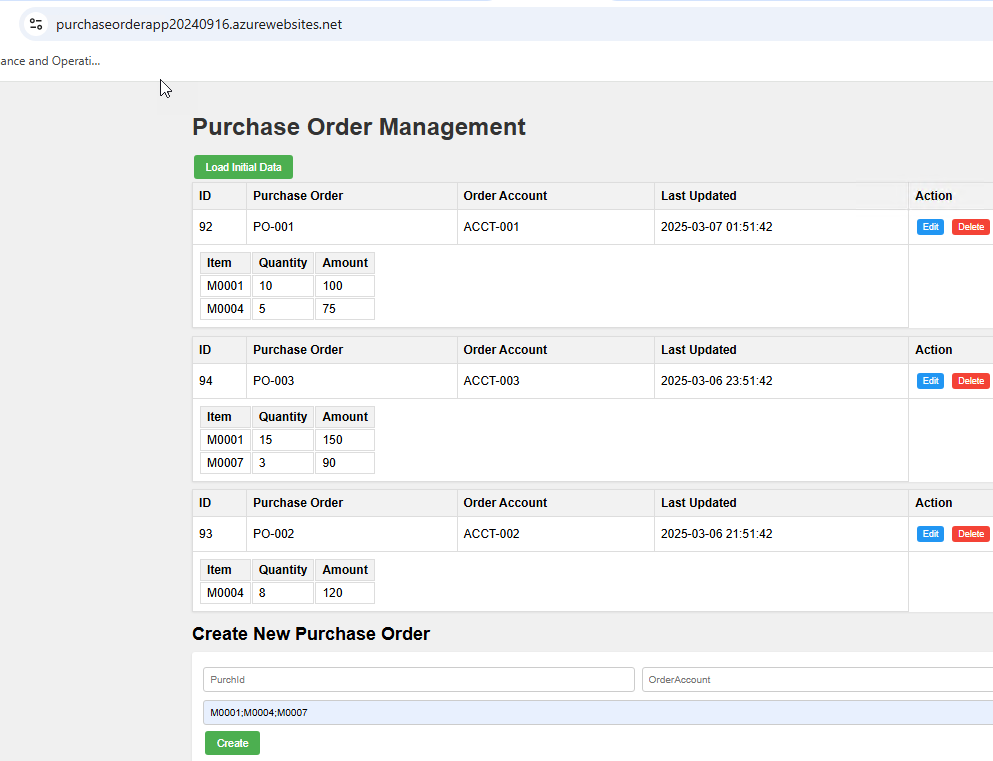 purchaseorderapp20240916.azurewebsites.net
ance and Operati...
Purchase Order Management
Load Initial Data
ID Purchase Order Order Account Last Updated Action
92 PO-001 ACCT-001 2025-03-07 01:51:42 Edit Delete
Item Quantity Amount
M0001 10 100
M0004 5 75
ID Purchase Order Order Account Last Updated Action
94 PO-003 ACCT-003 2025-03-06 23:51:42 Edit Delete
Item Quantity Amount
M0001 15 150
M0007 3 90
ID Purchase Order Order Account Last Updated Action
93 PO-002 ACCT-002 2025-03-06 21:51:42 Edit Delete
Item Quantity Amount
M0004 8 120
Create New Purchase Order
PurchId OrderAccount
M0001;M0004;M0007
Create